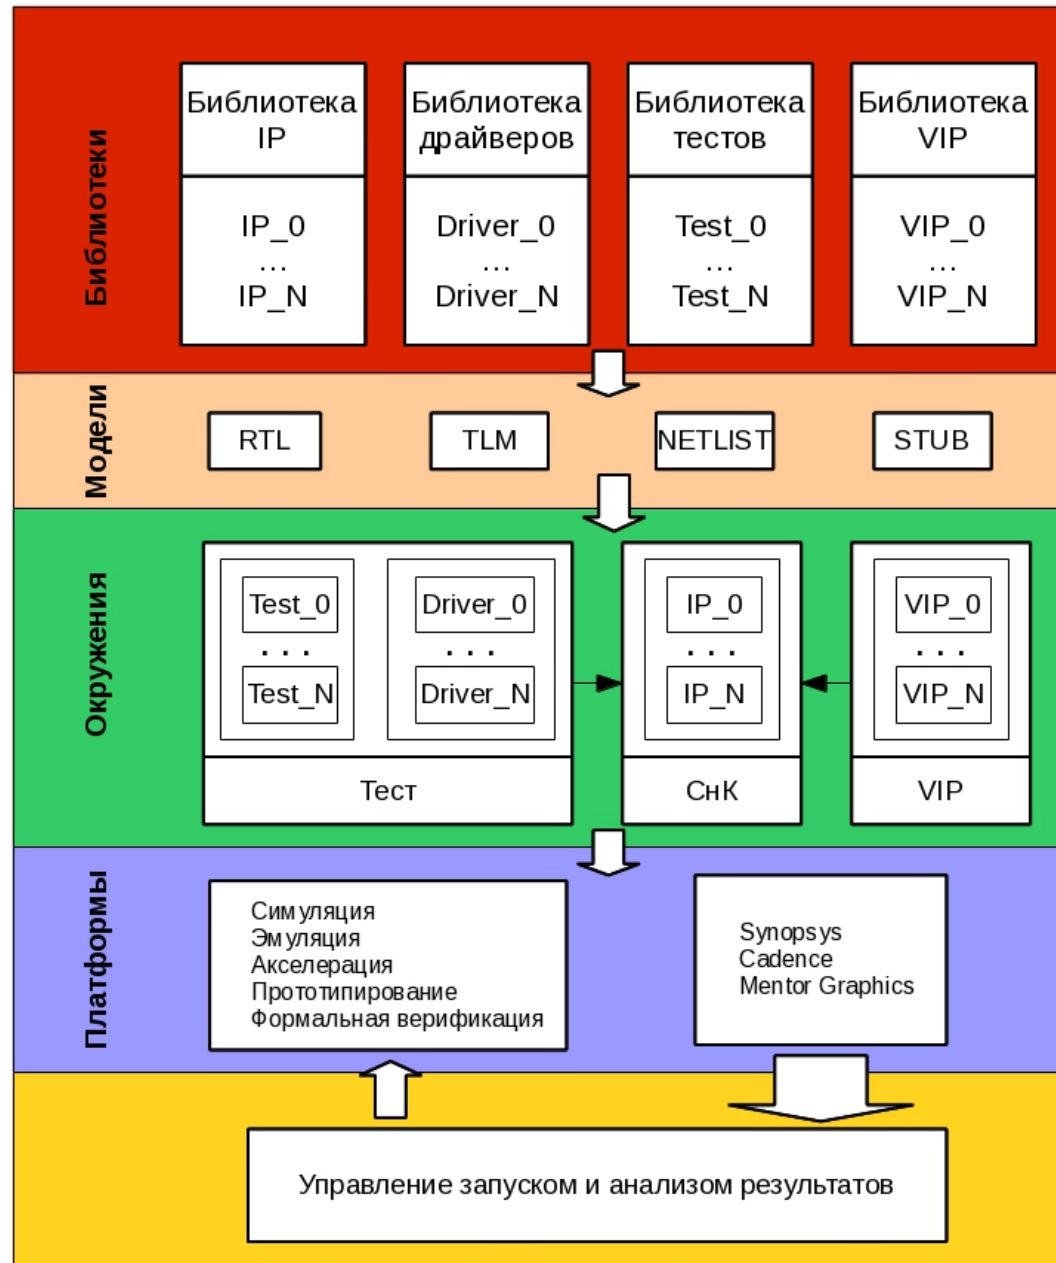 Библиотеки
Библиотека
IP
IP_0
...
IP_N
Библиотека
драйверов
Driver_0
...
Driver_N
Библиотека
тестов
Test_0
...
Test_N
Библиотека
VIP
VIP_0
...
VIP_N
Модели
RTL
TLM
NETLIST
STUB
Окружения
Test_0
. . .
Test_N
Driver_0
. . .
Driver_N
Тест
IP_0
. . .
IP_N
СнК
VIP_0
. . .
VIP_N
VIP
Платформы
Симуляция
Эмуляция
Акселерация
Прототипирование
Формальная верификация
Synopsys
Cadence
Mentor Graphics
Управление запуском и анализом результатов